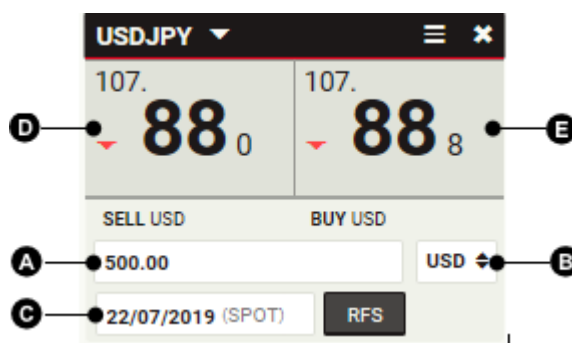 USDJPY
107. 107.
D 88 0 88 8 E
SELL USD BUY USD
A 500.00 USD B
C 22/07/2019 (SPOT) RFS